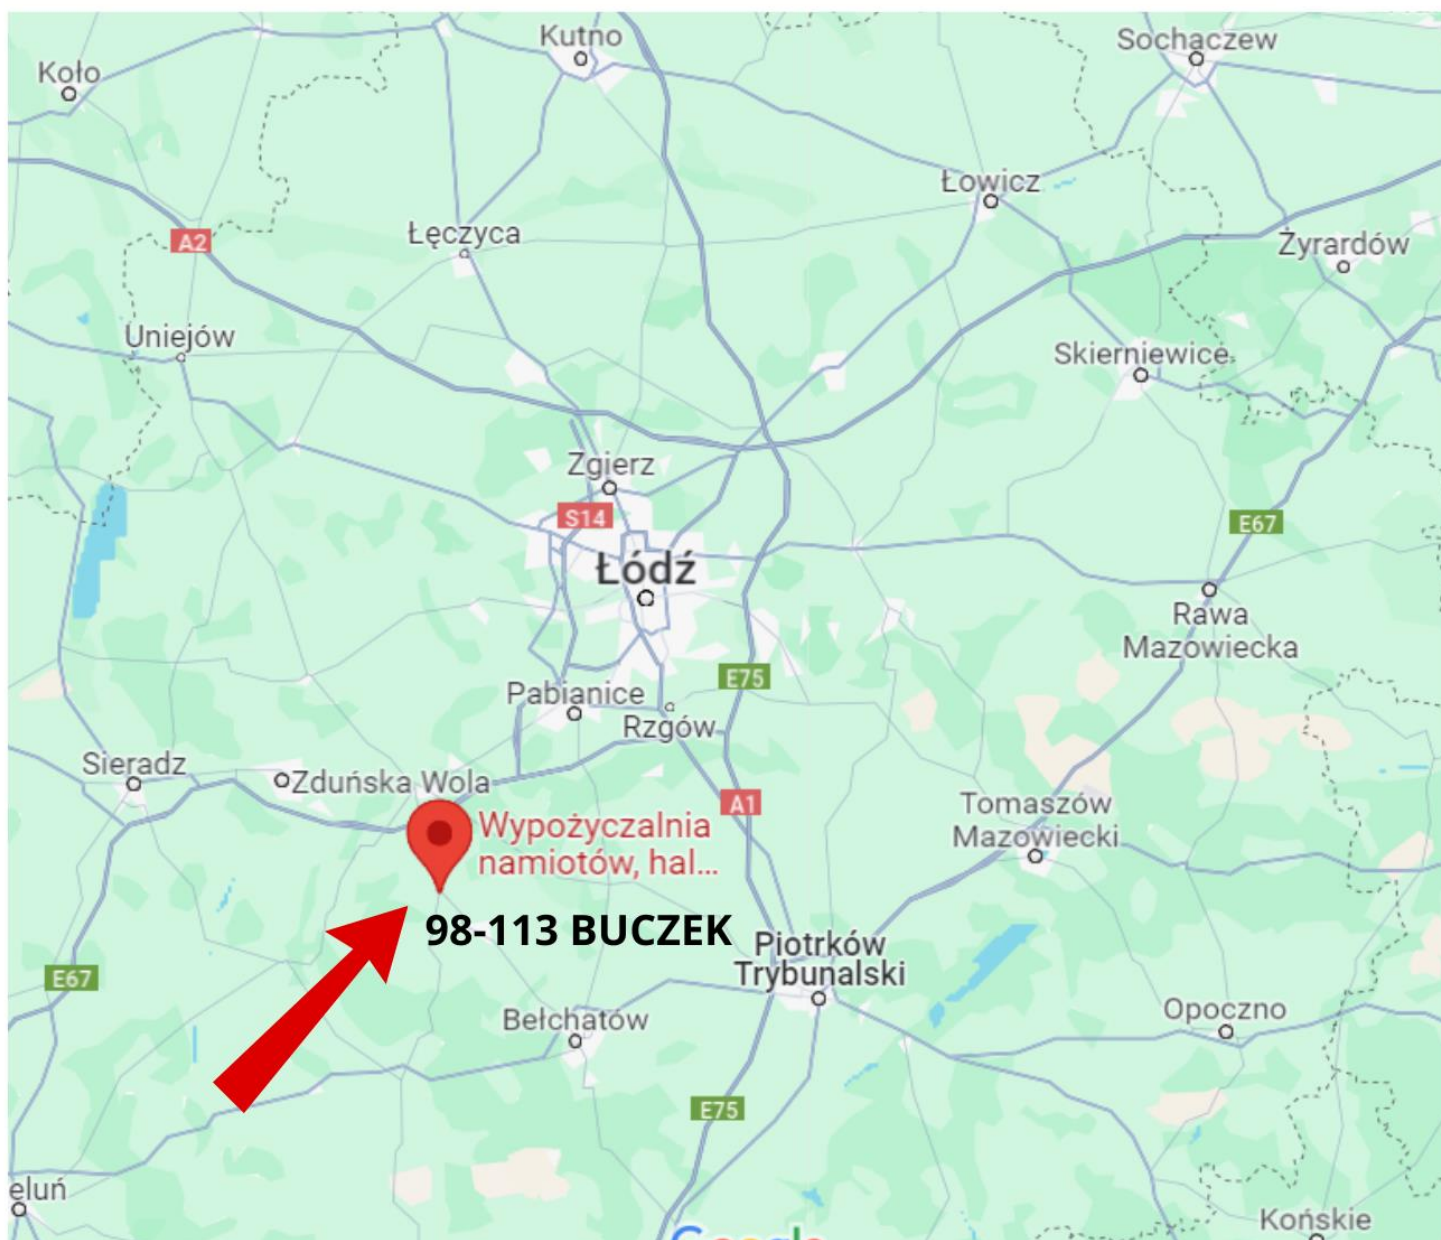 Kutno
Sochaczew
Koło
Łowicz
Łęczyca
A2
Żyrardów
Uniejów
Skierniewice
Zgierz
S14
E67
Łódź
Rawa
Mazowiecka
E75
Pabianice
Rzgów
Sieradz
Zduńska Wola
A1
Tomaszów
Mazowiecki
Wypożyczalnia
namiotów, hal...
98-113 BUCZEK
Piotrków
Trybunalski
E67
Opoczno
Bełchatów
E75
eluń
Końskie
Google